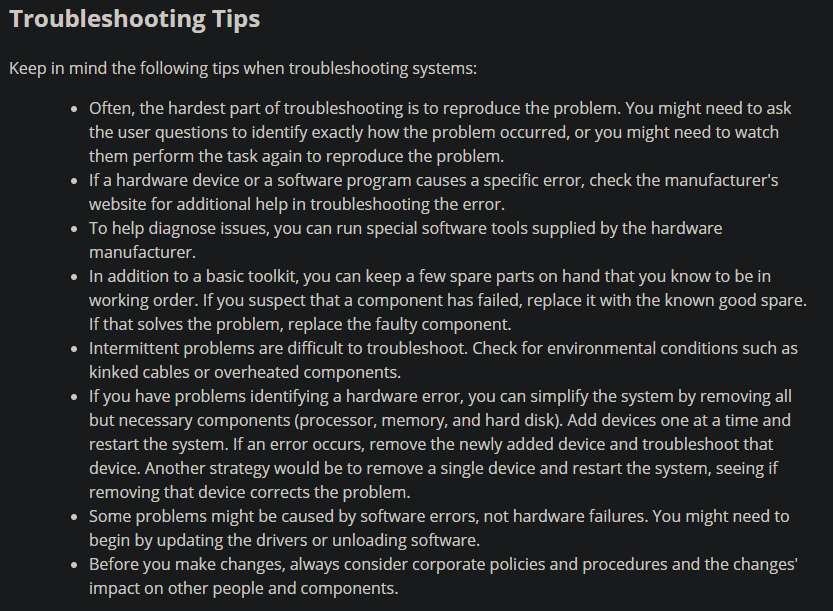 Troubleshooting Tips
Keep in mind the following tips when troubleshooting systems:
• Often, the hardest part of troubleshooting is to reproduce the problem. You might need to ask
the user questions to identify exactly how the problem occurred, or you might need to watch
them perform the task again to reproduce the problem.
• If a hardware device or a software program causes a specific error, check the manufacturer's
website for additional help in troubleshooting the error.
• To help diagnose issues, you can run special software tools supplied by the hardware
manufacturer.
• In addition to a basic toolkit, you can keep a few spare parts on hand that you know to be in
working order. If you suspect that a component has failed, replace it with the known good spare.
If that solves the problem, replace the faulty component.
• Intermittent problems are difficult to troubleshoot. Check for environmental conditions such as
kinked cables or overheated components.
• If you have problems identifying a hardware error, you can simplify the system by removing all
but necessary components (processor, memory, and hard disk). Add devices one at a time and
restart the system. If an error occurs, remove the newly added device and troubleshoot that
device. Another strategy would be to remove a single device and restart the system, seeing if
removing that device corrects the problem.
• Some problems might be caused by software errors, not hardware failures. You might need to
begin by updating the drivers or unloading software.
• Before you make changes, always consider corporate policies and procedures and the changes'
impact on other people and components.